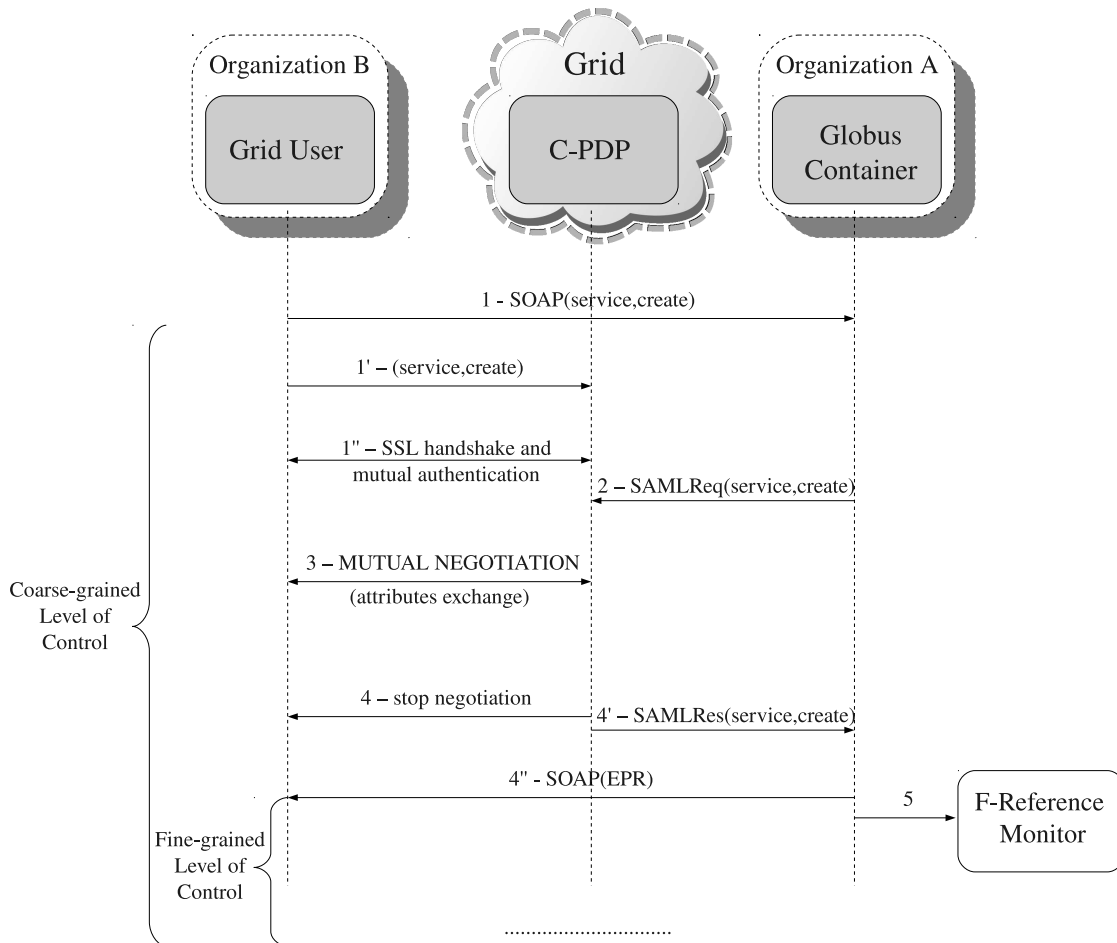 Organization B
Grid
Organization A
Grid User
C-PDP
Globus
Container
1 - SOAP(service,create)
1' – (service,create)
1'' – SSL handshake and
mutual authentication
2 – SAMLReq(service,create)
3 – MUTUAL NEGOTIATION
(attributes exchange)
Coarse-grained
Level of
Control
4 – stop negotiation
4' – SAMLRes(service,create)
4'' - SOAP(EPR)
5
F-Reference
Monitor
Fine-grained
Level of
Control
..............................